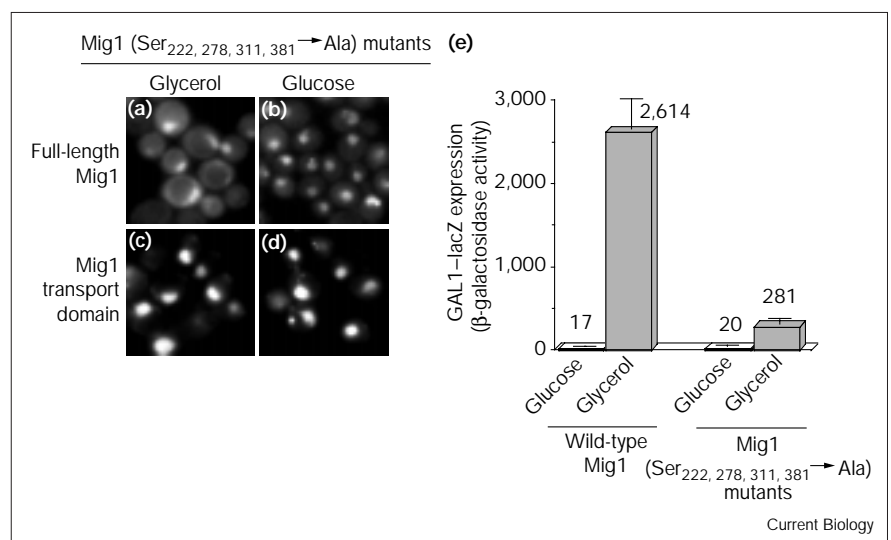 Mig1 (Ser222, 278, 311, 381→Ala) mutants
Glycerol
Glucose
(a)
(b)
Full-length
Mig1
(c)
(d)
Mig1
transport
domain
(e)
GAL1–lacZ expression
(β-galactosidase activity)
3,000
2,000
1,000
0
17
2,614
20
281
Glucose
Glycerol
Glucose
Glycerol
Wild-type
Mig1
Mig1
(Ser222, 278, 311, 381→Ala)
mutants
Current Biology